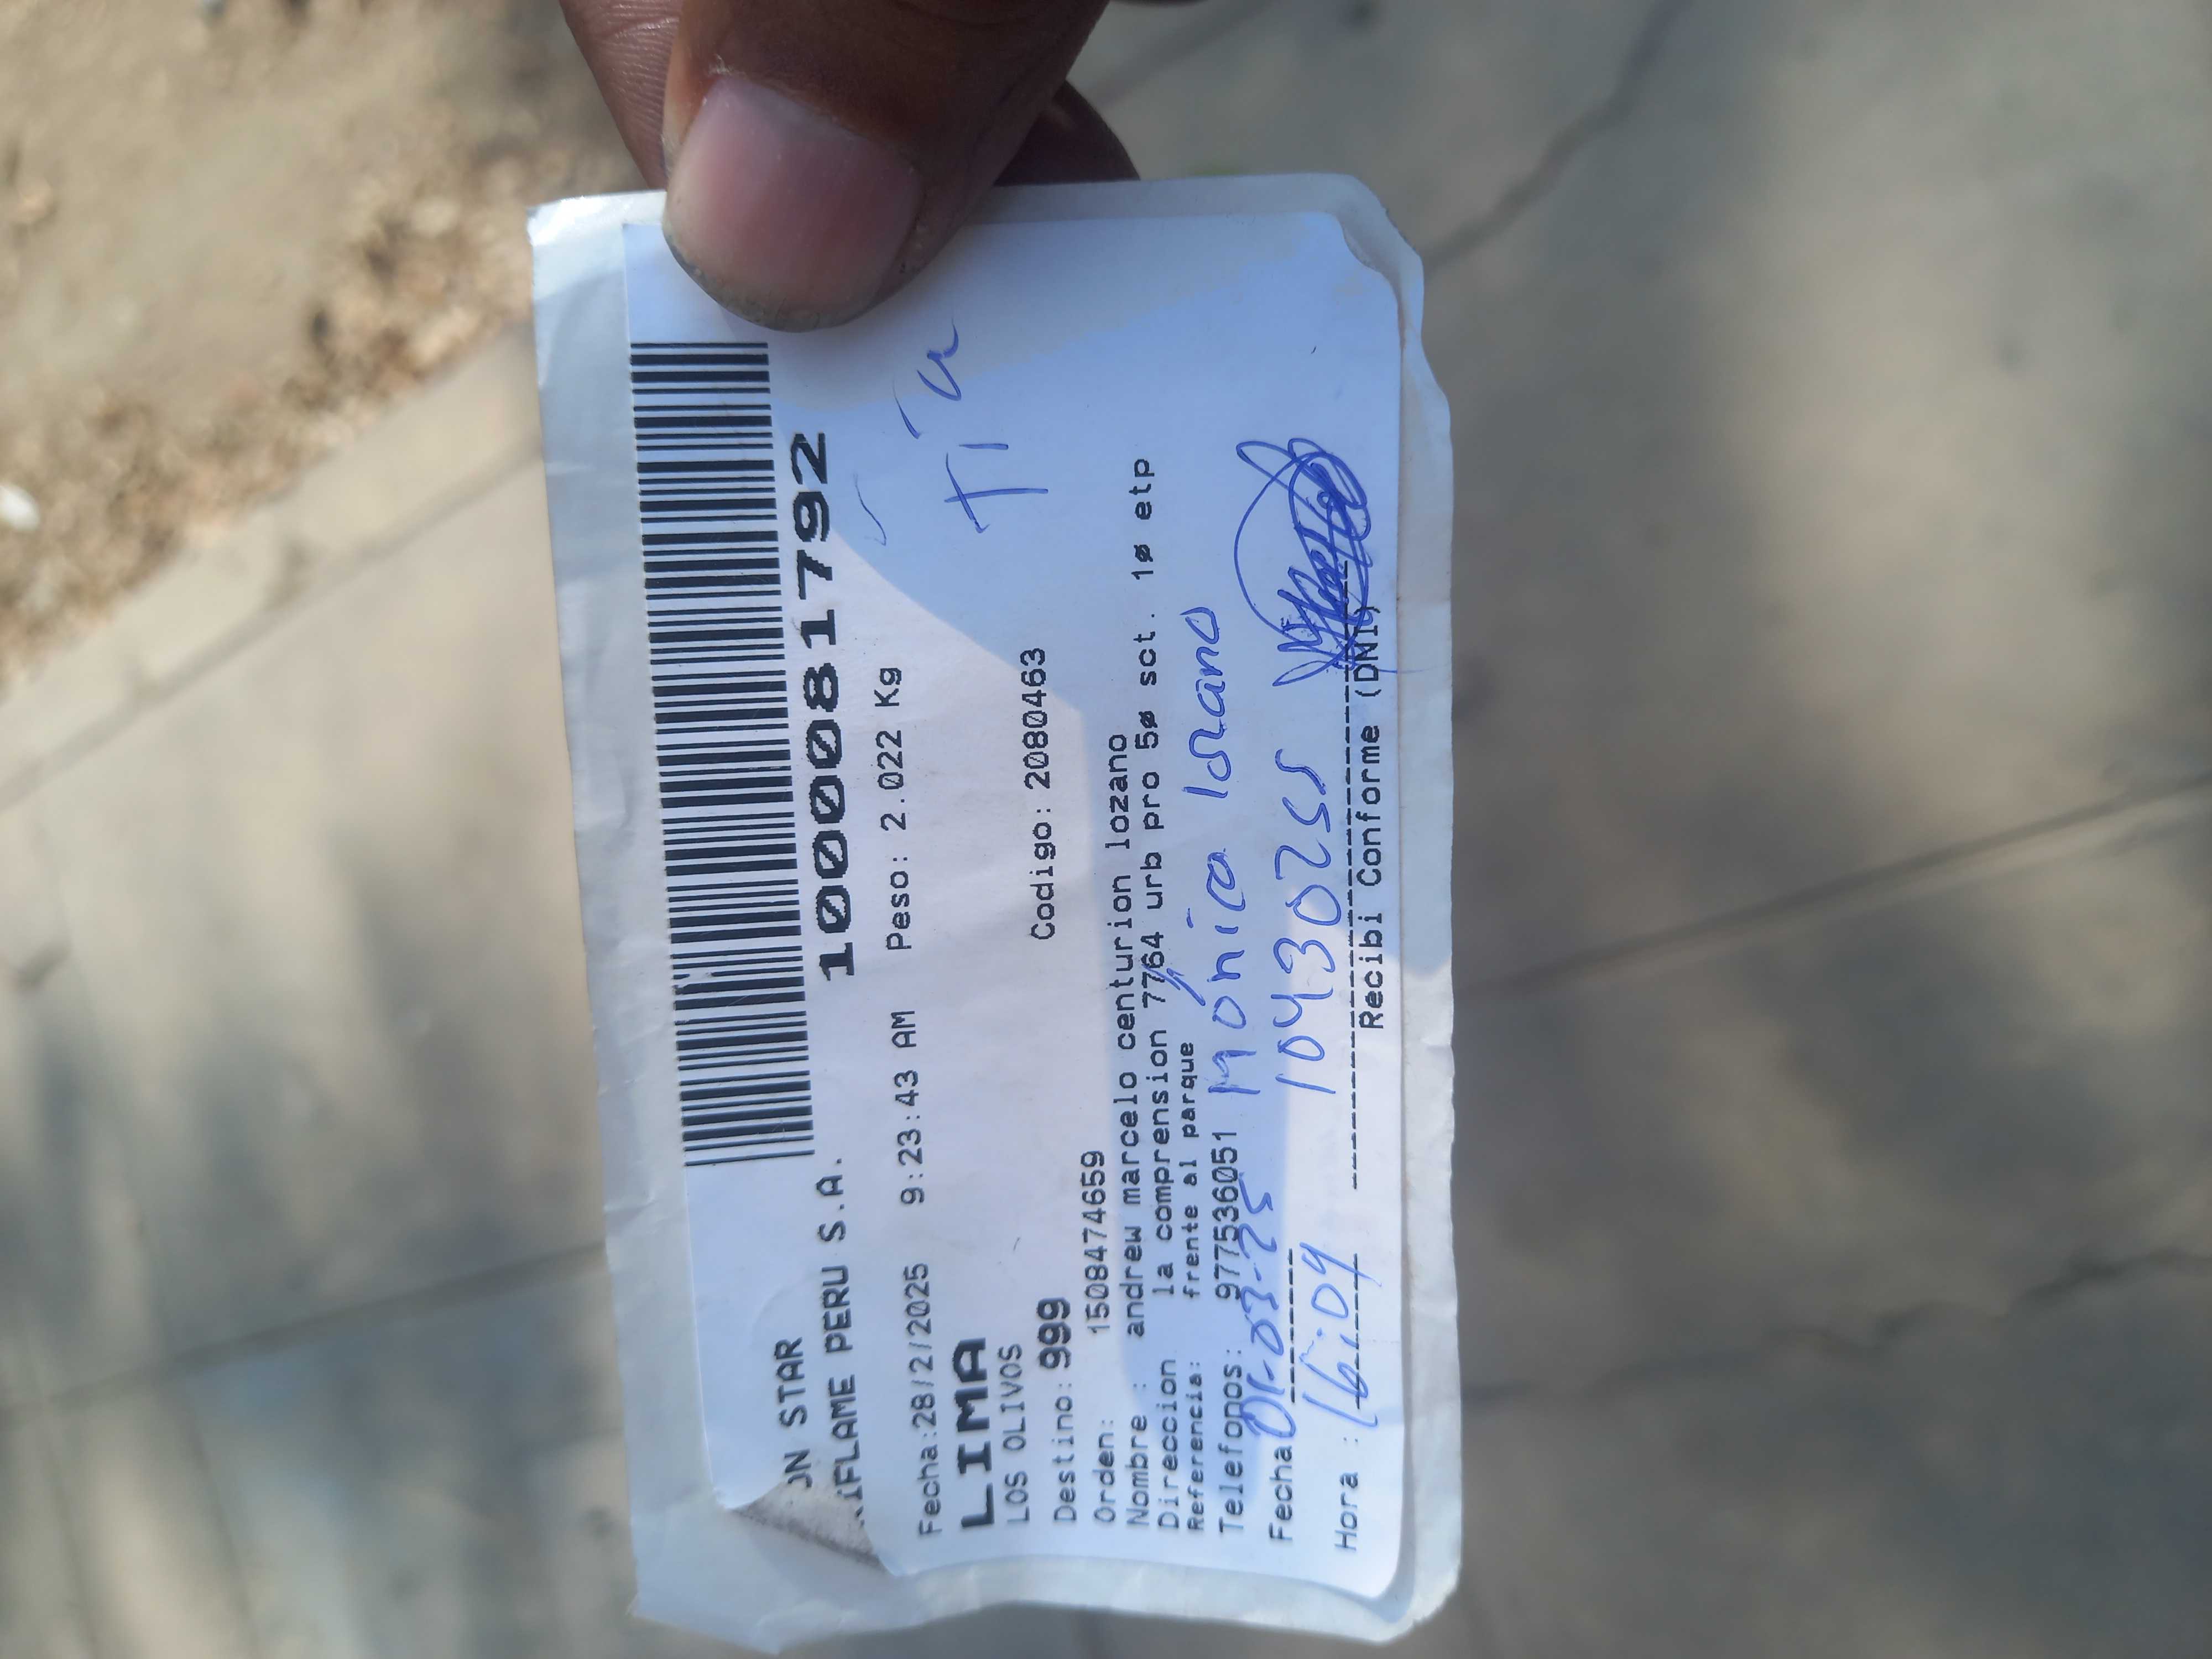 ON STAR
IFLAME PERU S.A.
1000081792
Fecha:28/2/2025 9:23:43 AM Peso: 2.022 Kg
LIMA
LOS OLIVOS
Tía
Destino: 999 Codigo: 2080463
Orden: 1508474659
Nombre : andrew marcelo centurion lozano
Direccion la comprension 7764 urb pro 5ø sct. 1ø etp
Referencia: frente al parque
Telefonos: 977536051 Mónica lozano
Fecha 01-03-25 1043025
Hora : 16:09
Recibi Conforme (DNI)